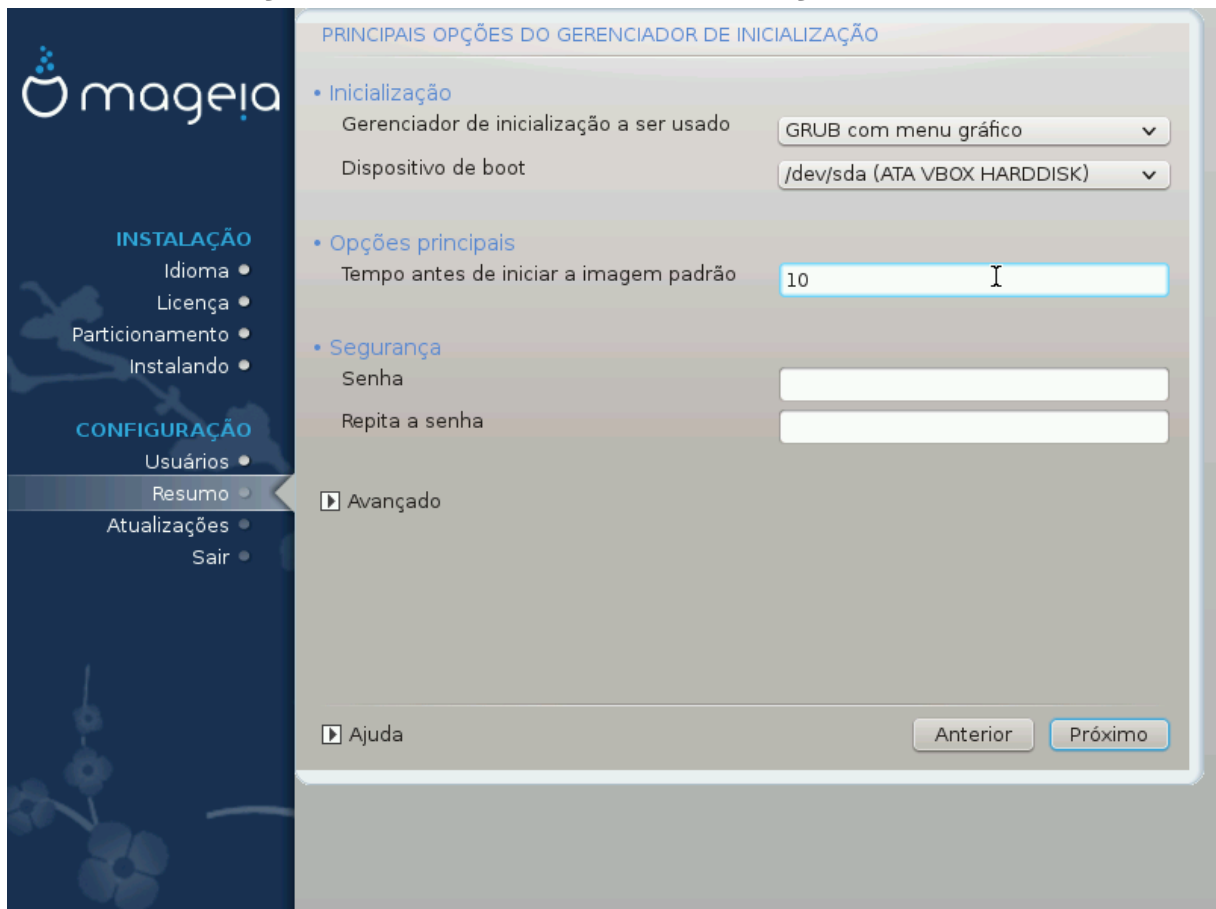 mageia
INSTALAÇÃO
Idioma
Licença
Particionamento
Instalando
CONFIGURAÇÃO
Usuários
Resumo
Atualizações
Sair
PRINCIPAIS OPÇÕES DO GERENCIADOR DE INICIALIZAÇÃO
• Inicialização
Gerenciador de inicialização a ser usado GRUB com menu gráfico
Dispositivo de boot /dev/sda (ATA VBOX HARDDISK)
• Opções principais
Tempo antes de iniciar a imagem padrão 10
• Segurança
Senha
Repita a senha
Avançado
Ajuda Anterior Próximo